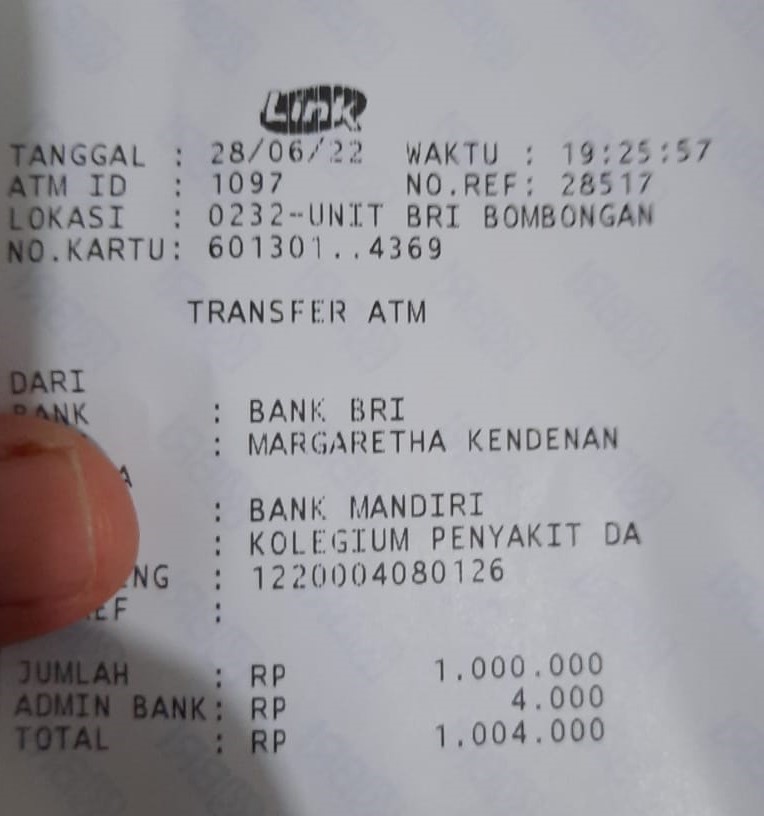 Link
TANGGAL : 28/06/22 WAKTU : 19:25:57
ATM ID : 1097 NO.REF: 28517
LOKASI : 0232-UNIT BRI BOMBONGAN
NO.KARTU: 601301..4369
TRANSFER ATM
DARI
BANK : BANK BRI
: MARGARETHA KENDENAN
: BANK MANDIRI
: KOLEGIUM PENYAKIT DA
: 1220004080126
:
JUMLAH : RP 1.000.000
ADMIN BANK: RP 4.000
TOTAL : RP 1.004.000